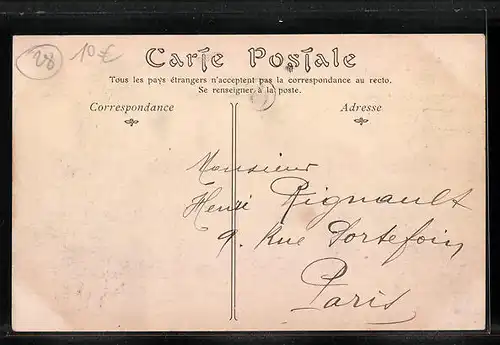 28 10€
Carte Postale
Tous les pays étrangers n'acceptent pas la correspondance au recto.
Se renseigner à la poste.
Correspondance
Adresse
Monsieur
Henri Rignault
9. Rue Portefoin
Paris